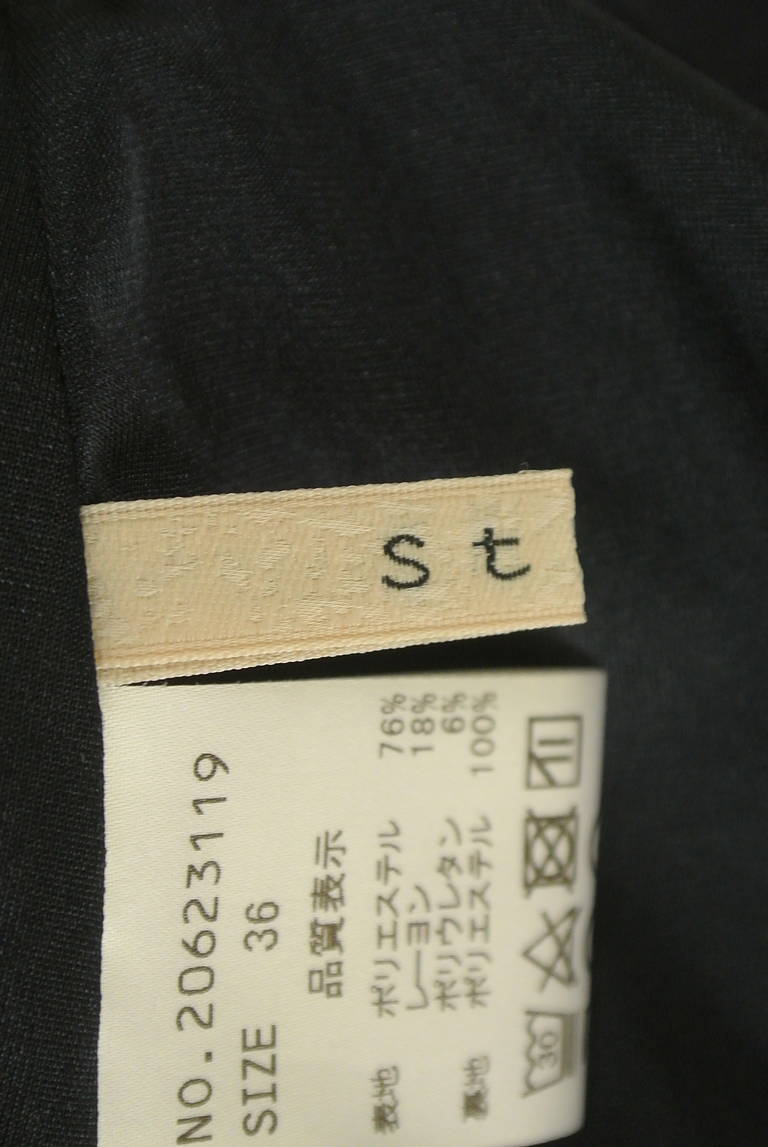 St
NO.20623119
SIZE 36
品質表示
表地 ポリエステル 76%
レーヨン 18%
ポリウレタン 6%
裏地 ポリエステル 100%
30